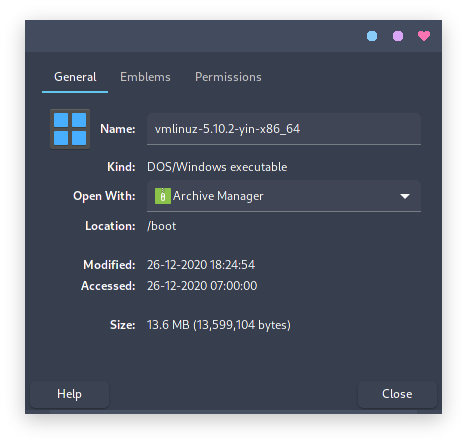 General Emblems Permissions
Name: vmlinuz-5.10.2-yin-x86_64
Kind: DOS/Windows executable
Open With: Archive Manager
Location: /boot
Modified: 26-12-2020 18:24:54
Accessed: 26-12-2020 07:00:00
Size: 13.6 MB (13,599,104 bytes)
Help Close